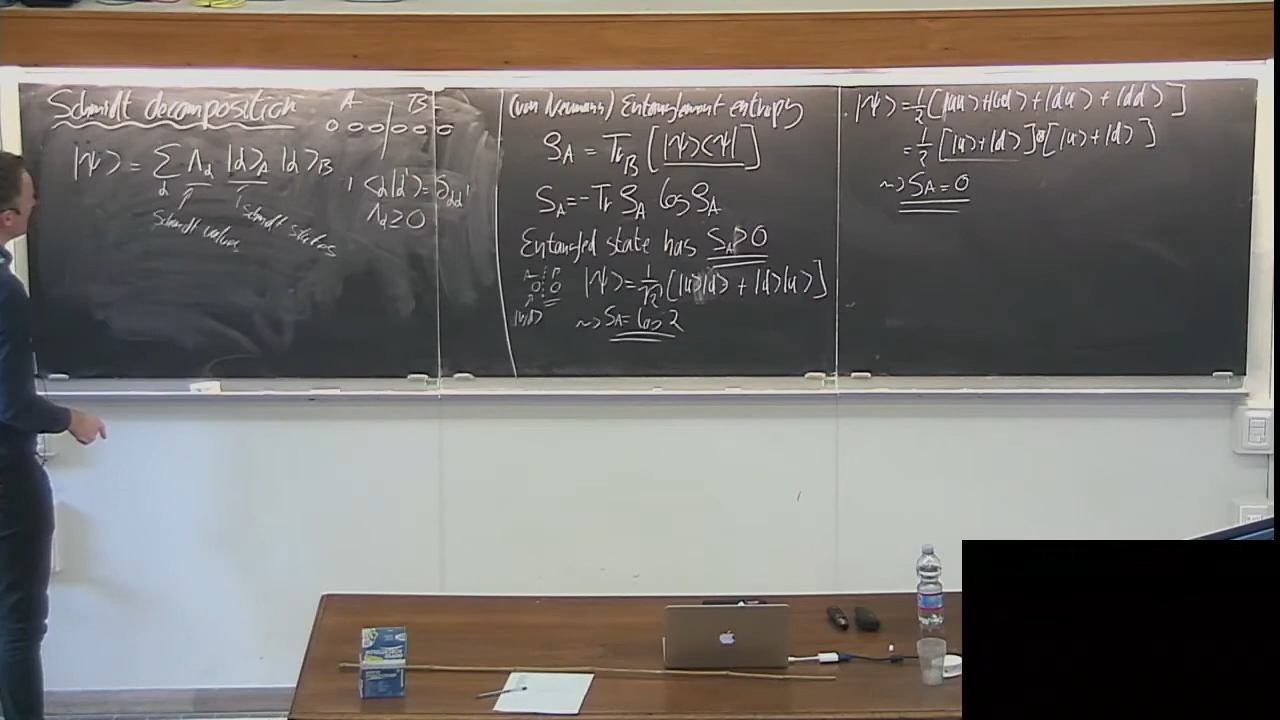 Schmidt decomposition
A B
|ψ⟩ = Σ_α Λ_α |α⟩_A |α⟩_B
⟨α|α'⟩ = δ_αα'
Λ_α ≥ 0
Schmidt values
Schmidt states
(von Neumann) Entanglement entropy
ρ_A = Tr_B [|ψ⟩⟨ψ|]
S_A = -Tr ρ_A log ρ_A
Entangled state has S_A > 0
|ψ⟩ = 1/√2 [|u⟩|d⟩ + |d⟩|u⟩]
~> S_A = log 2
|ψ⟩ = 1/2 [|uu⟩ + |ud⟩ + |du⟩ + |dd⟩]
= 1/2 [|u⟩ + |d⟩] ⊗ [|u⟩ + |d⟩]
~> S_A = 0